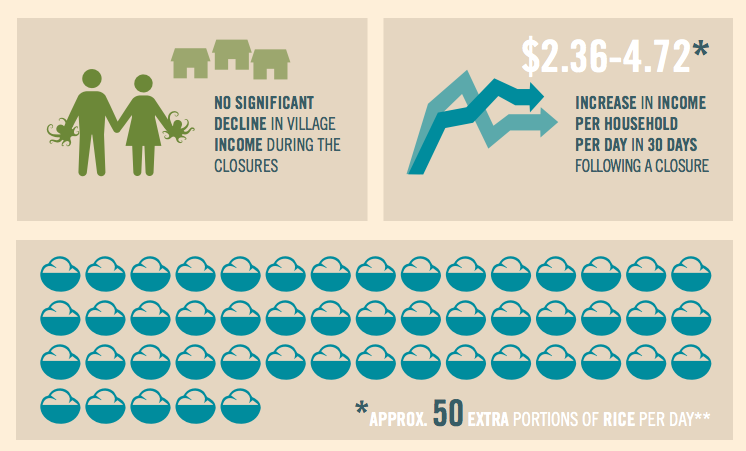 NO SIGNIFICANT
DECLINE IN VILLAGE
INCOME DURING THE
CLOSURES
$2.36–4.72*
INCREASE IN INCOME
PER HOUSEHOLD
PER DAY IN 30 DAYS
FOLLOWING A CLOSURE
*APPROX. 50 EXTRA PORTIONS OF RICE PER DAY**